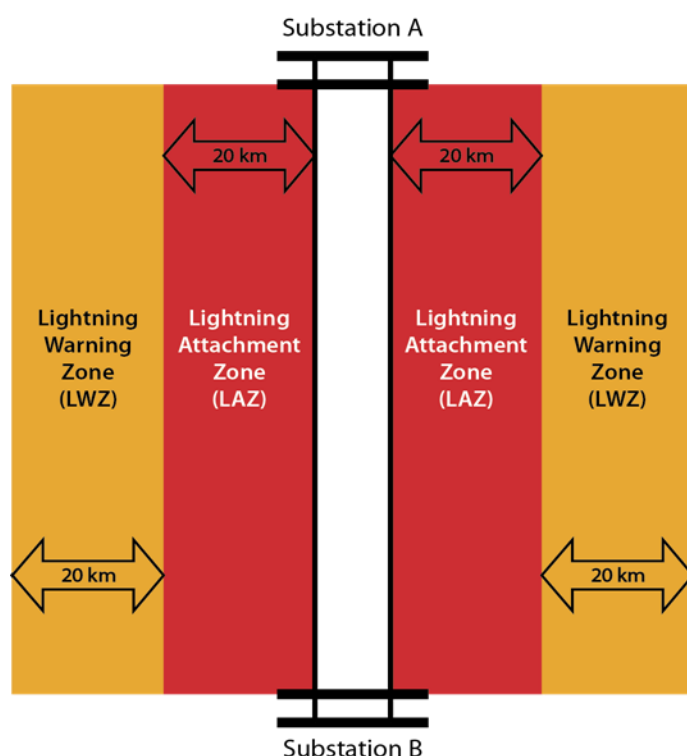 Substation A
20 km
20 km
Lightning
Warning
Zone
(LWZ)
Lightning
Attachment
Zone
(LAZ)
Lightning
Attachment
Zone
(LAZ)
Lightning
Warning
Zone
(LWZ)
20 km
20 km
Substation B